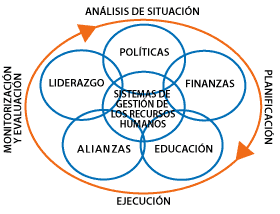 ANÁLISIS DE SITUACIÓN
POLÍTICAS
LIDERAZGO
FINANZAS
SISTEMAS DE
GESTIÓN DE
LOS RECURSOS
HUMANOS
ALIANZAS
EDUCACIÓN
MONITORIZACIÓN
Y EVALUACIÓN
PLANIFICACIÓN
EJECUCIÓN